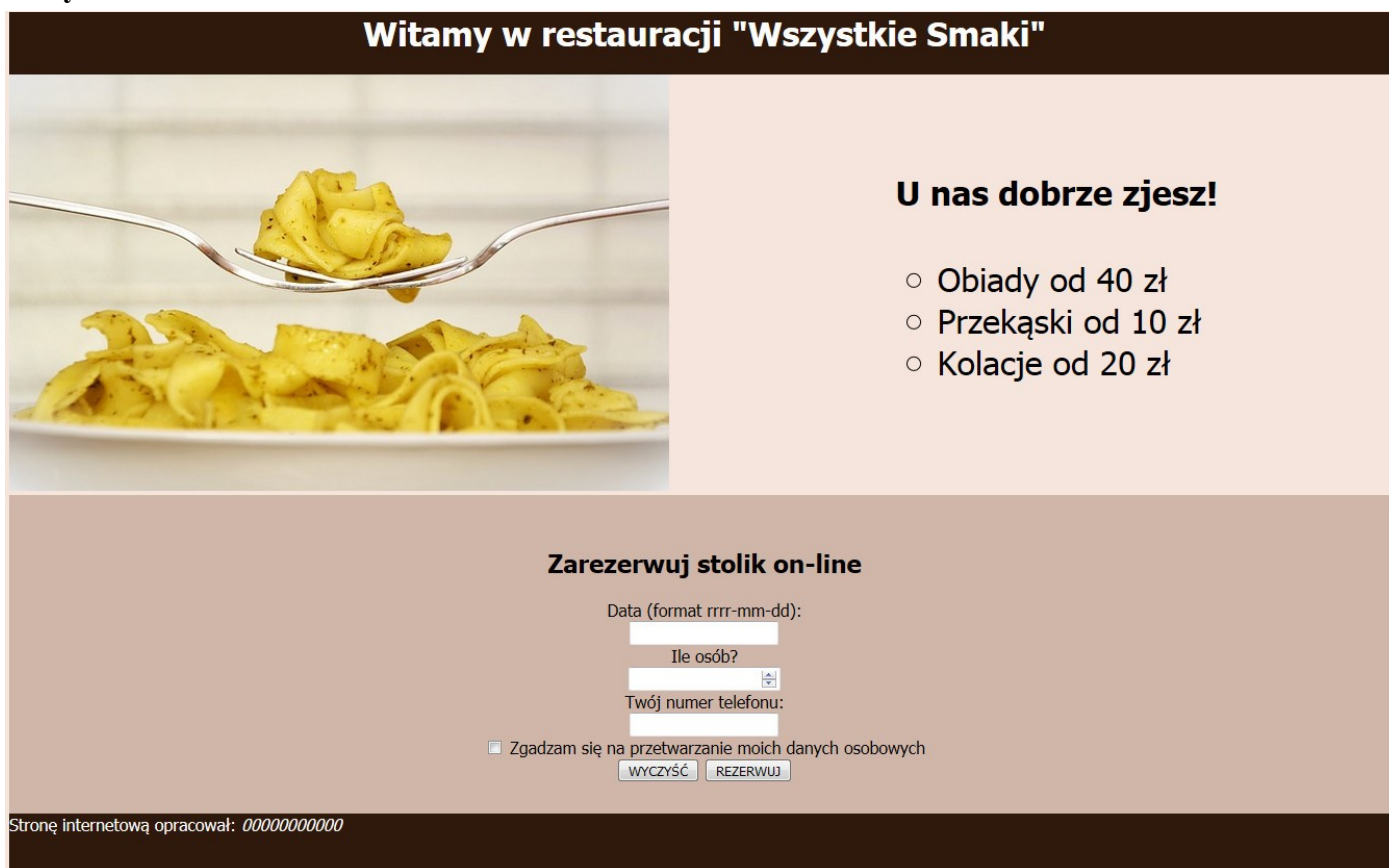 Witamy w restauracji "Wszystkie Smaki"
U nas dobrze zjesz!
Obiady od 40 zł
Przekąski od 10 zł
Kolacje od 20 zł
Zarezerwuj stolik on-line
Data (format rrrr-mm-dd):
Ile osób?
Twój numer telefonu:
Zgadzam się na przetwarzanie moich danych osobowych
WYCZYŚĆ REZERWUJ
Stronę internetową opracował: 00000000000